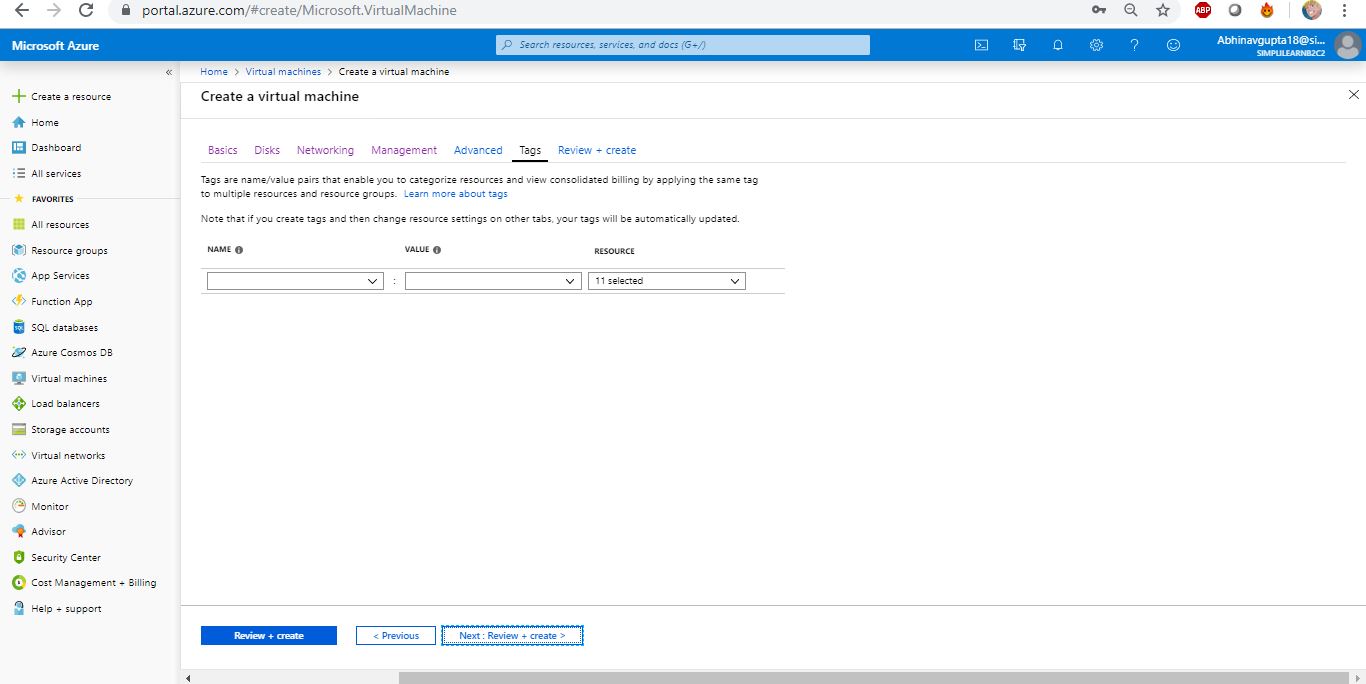 portal.azure.com/#create/Microsoft.VirtualMachine
ABP
Microsoft Azure
Search resources, services, and docs (G+/)
Abhinavgupta18@si...
SIMPLILEARNB2C2
«
Home > Virtual machines > Create a virtual machine
Create a virtual machine
Create a resource
Home
Dashboard
All services
FAVORITES
All resources
Resource groups
App Services
Function App
SQL databases
Azure Cosmos DB
Virtual machines
Load balancers
Storage accounts
Virtual networks
Azure Active Directory
Monitor
Advisor
Security Center
Cost Management + Billing
Help + support
Basics Disks Networking Management Advanced Tags Review + create
Tags are name/value pairs that enable you to categorize resources and view consolidated billing by applying the same tag
to multiple resources and resource groups. Learn more about tags
Note that if you create tags and then change resource settings on other tabs, your tags will be automatically updated.
NAME VALUE RESOURCE
: 11 selected
Review + create < Previous Next : Review + create >